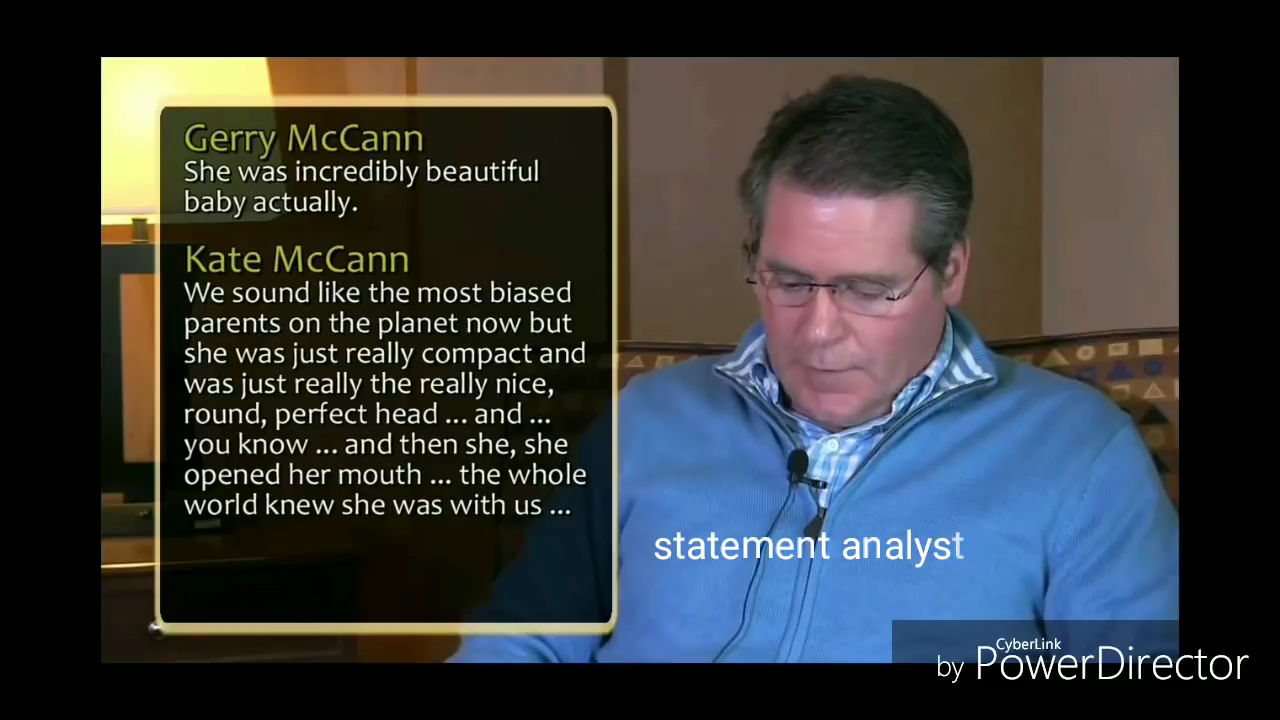 Gerry McCann
She was incredibly beautiful
baby actually.
Kate McCann
We sound like the most biased
parents on the planet now but
she was just really compact and
was just really the really nice,
round, perfect head ... and ...
you know ... and then she, she
opened her mouth ... the whole
world knew she was with us ...
statement analyst
CyberLink
by PowerDirector